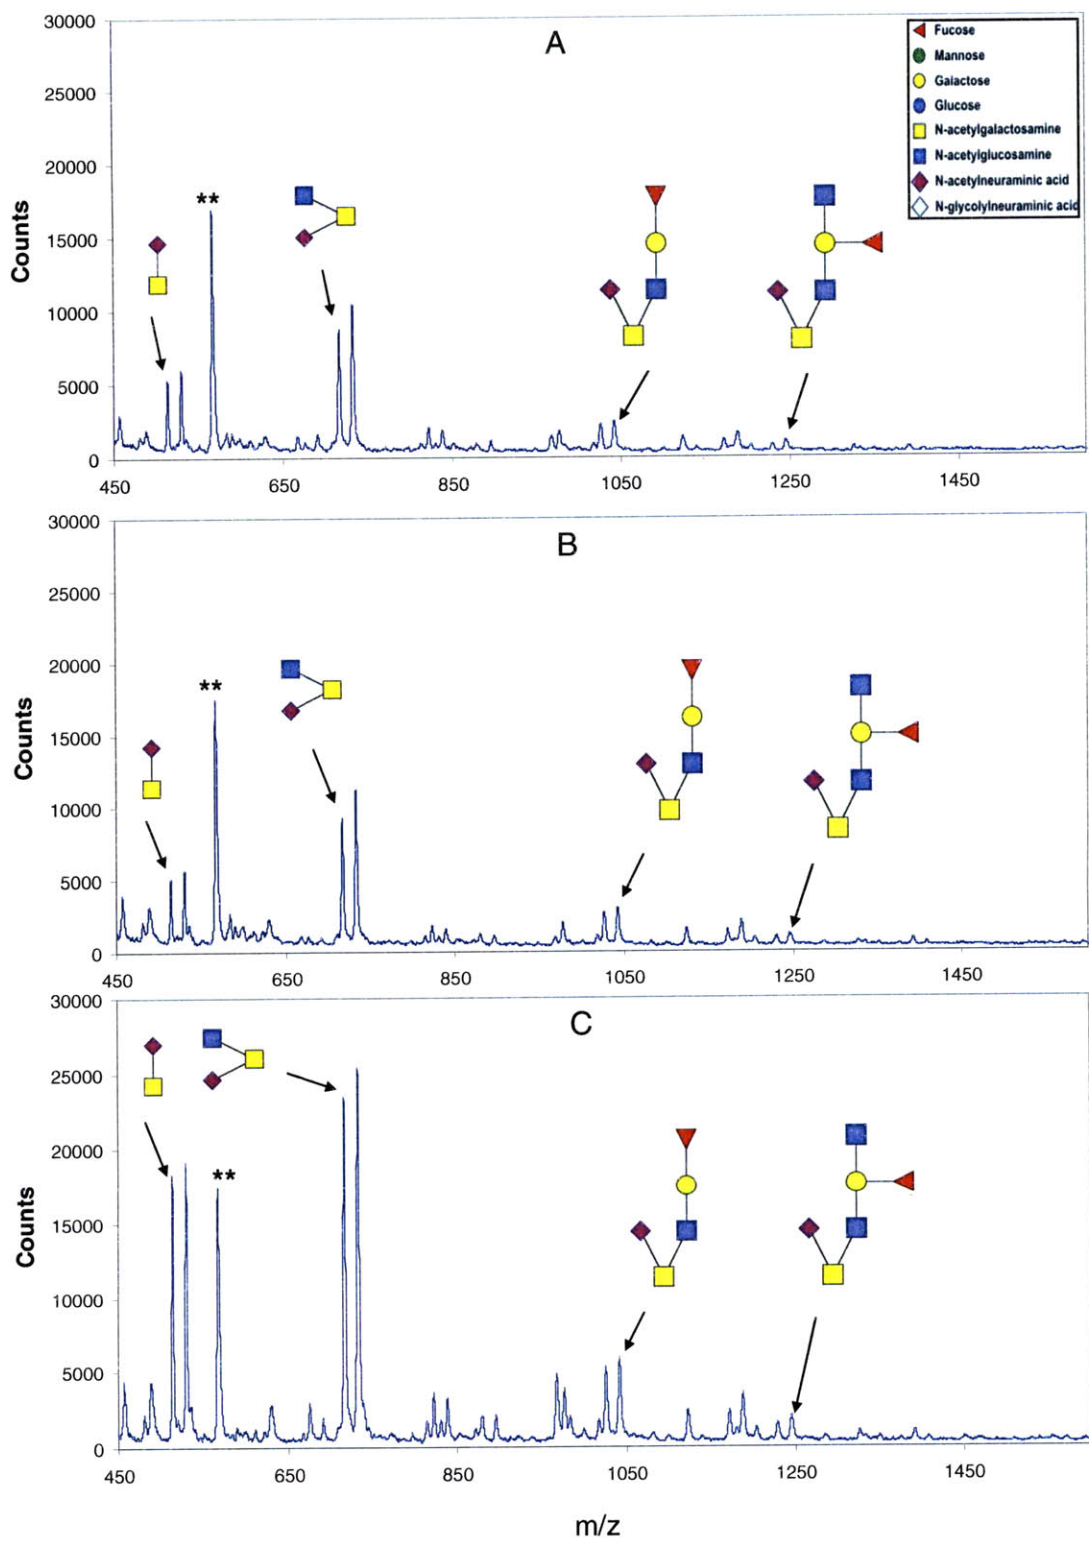 A
30000
25000
20000
15000
10000
5000
0
Counts
**
Fucose
Mannose
Galactose
Glucose
N-acetylgalactosamine
N-acetylglucosamine
N-acetylneuraminic acid
N-glycolylneuraminic acid
450 650 850 1050 1250 1450
B
30000
25000
20000
15000
10000
5000
0
Counts
**
450 650 850 1050 1250 1450
C
30000
25000
20000
15000
10000
5000
0
Counts
**
450 650 850 1050 1250 1450
m/z